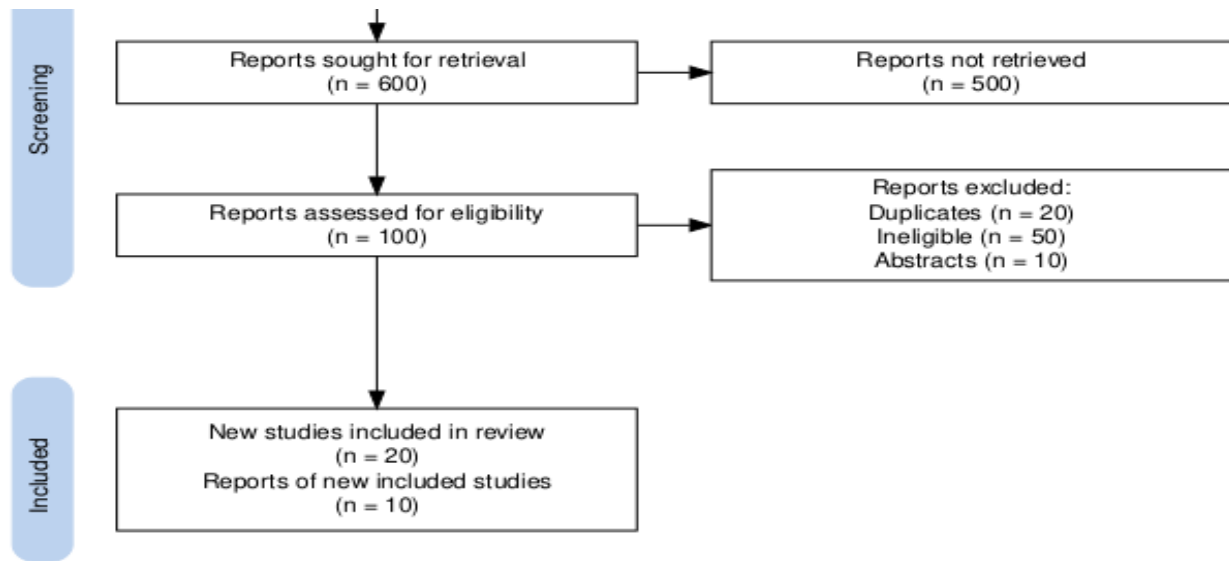 Screening
Reports sought for retrieval
(n = 600)
Reports not retrieved
(n = 500)
Reports assessed for eligibility
(n = 100)
Reports excluded:
Duplicates (n = 20)
Ineligible (n = 50)
Abstracts (n = 10)
Included
New studies included in review
(n = 20)
Reports of new included studies
(n = 10)